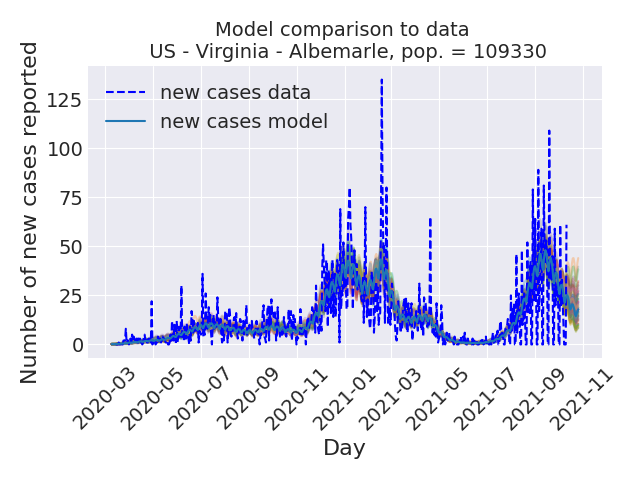 Model comparison to data
US - Virginia - Albemarle, pop. = 109330
new cases data
new cases model
Number of new cases reported
125
100
75
50
25
0
2020-03
2020-05
2020-07
2020-09
2020-11
2021-01
2021-03
2021-05
2021-07
2021-09
2021-11
Day